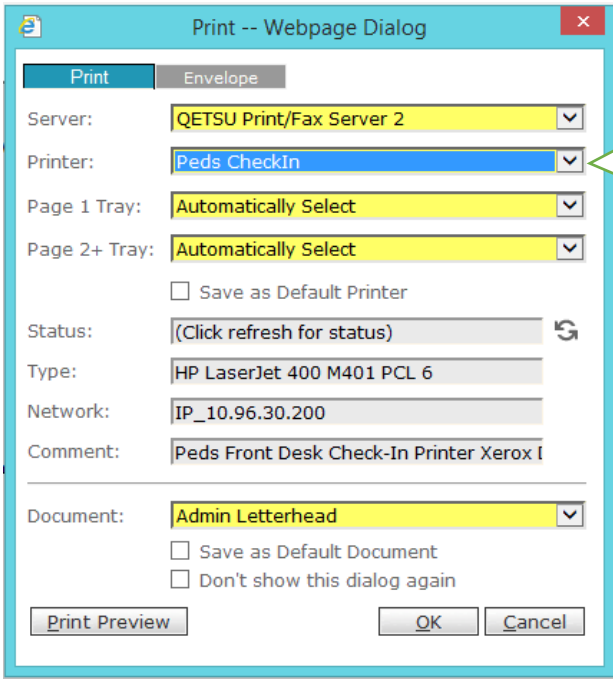 Print -- Webpage Dialog
Print Envelope
Server: QETSU Print/Fax Server 2
Printer: Peds CheckIn
Page 1 Tray: Automatically Select
Page 2+ Tray: Automatically Select
Save as Default Printer
Status: (Click refresh for status)
Type: HP LaserJet 400 M401 PCL 6
Network: IP_10.96.30.200
Comment: Peds Front Desk Check-In Printer Xerox
Document: Admin Letterhead
Save as Default Document
Don't show this dialog again
Print Preview OK Cancel